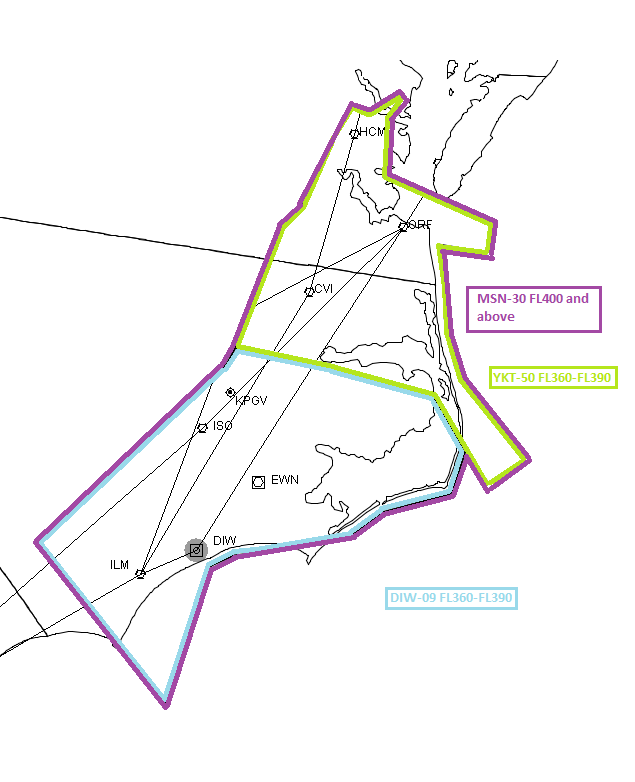 HCM
ORF
CVI
MSN-30 FL400 and
above
YKT-50 FL360-FL390
KPGV
ISO
EWN
DIW
ILM
DIW-09 FL360-FL390